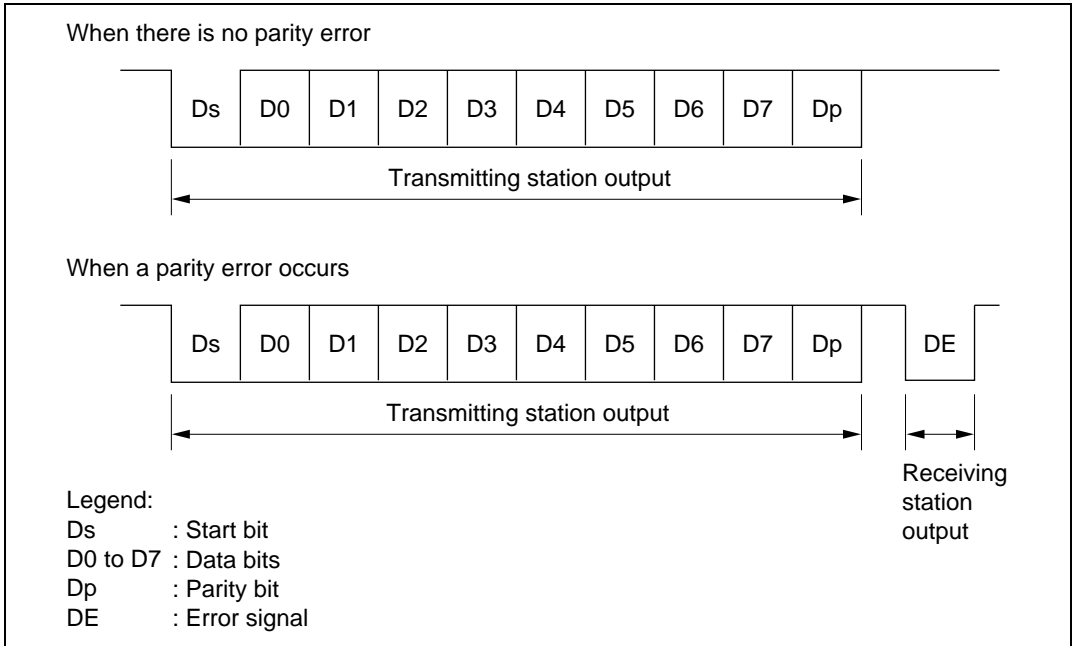 When there is no parity error
Ds D0 D1 D2 D3 D4 D5 D6 D7 Dp
Transmitting station output
When a parity error occurs
Ds D0 D1 D2 D3 D4 D5 D6 D7 Dp DE
Transmitting station output
Receiving
station
output
Legend:
Ds : Start bit
D0 to D7 : Data bits
Dp : Parity bit
DE : Error signal